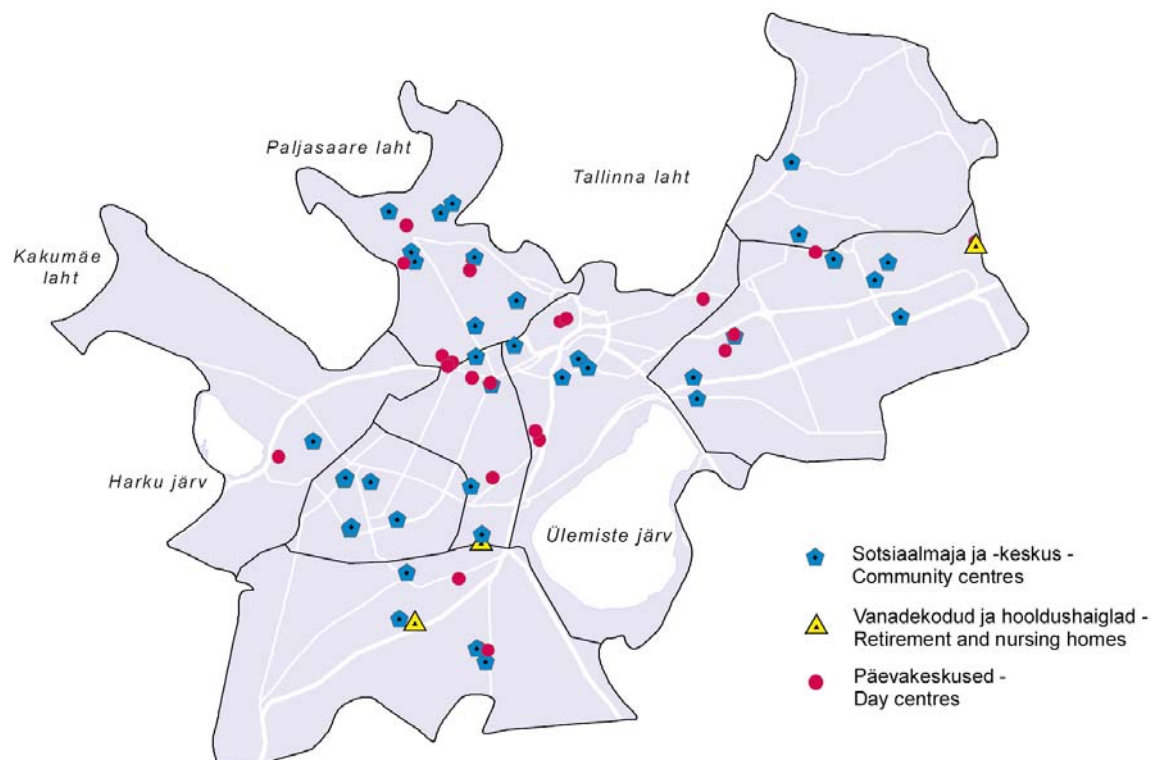 Paljasaare laht
Tallinna laht
Kakumäe
laht
Harku järv
Ülemiste järv
Sotsiaalmaja ja -keskus -
Community centres
Vanadekodud ja hooldushaiglad -
Retirement and nursing homes
Päevakeskused -
Day centres